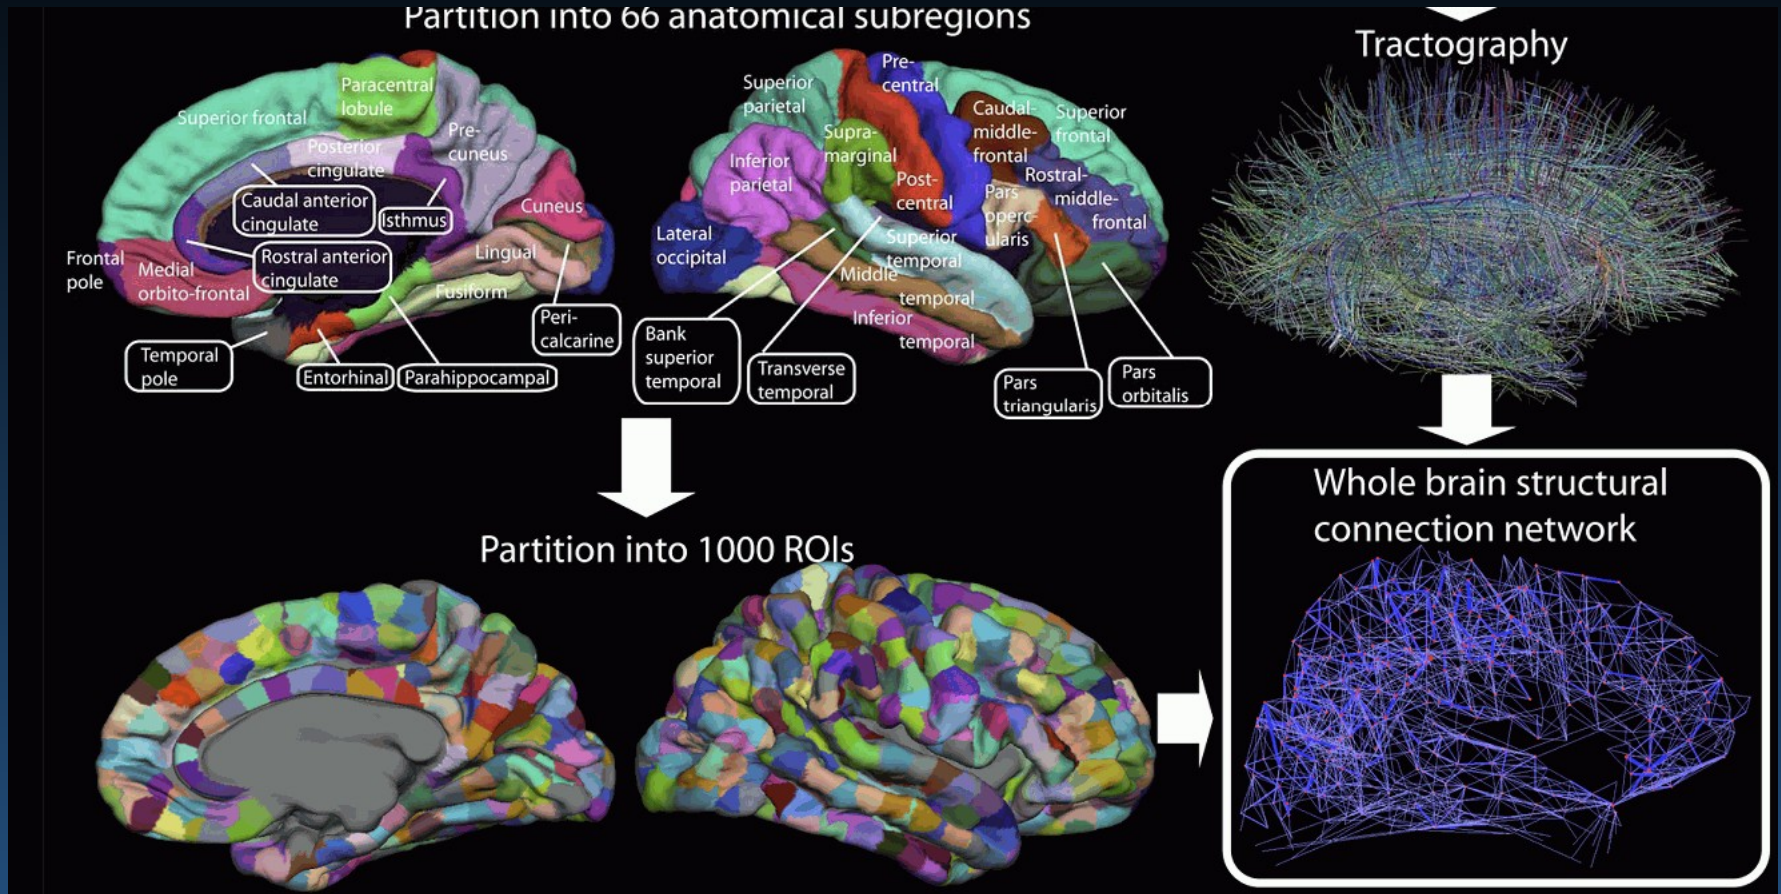 Partition into 66 anatomical subregions
Paracentral
lobule
Superior frontal
Pre-
cuneus
Posterior
cingulate
Caudal anterior
cingulate
Isthmus
Cuneus
Rostral anterior
cingulate
Frontal
pole
Medial
orbito-frontal
Lingual
Fusiform
Peri-
calcarine
Temporal
pole
Entorhinal
Parahippocampal
Superior
parietal
Pre-
central
Caudal-
middle-
frontal
Superior
frontal
Supra-
marginal
Inferior
parietal
Post-
central
Pars
operc-
ularis
Rostral-
middle-
frontal
Lateral
occipital
Superior
temporal
Middle
temporal
Inferior
temporal
Bank
superior
temporal
Transverse
temporal
Pars
triangularis
Pars
orbitalis
Tractography
Partition into 1000 ROIs
Whole brain structural
connection network